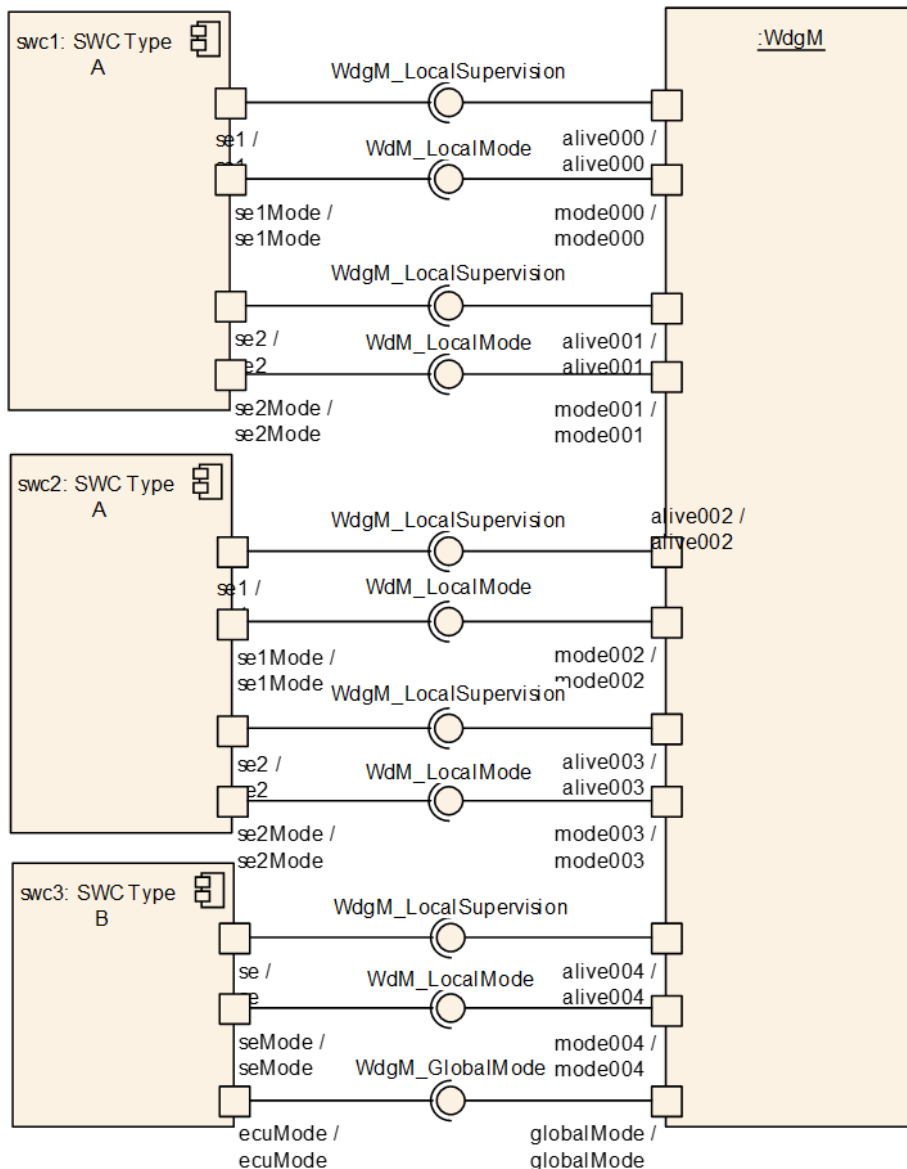 swc1: SWC Type
A
:WdgM
WdgM_LocalSupervision
se1 /
alive000 /
alive000
WdM_LocalMode
se1Mode /
se1Mode
mode000 /
mode000
WdgM_LocalSupervision
se2 /
se2
alive001 /
alive001
WdM_LocalMode
se2Mode /
se2Mode
mode001 /
mode001
swc2: SWC Type
A
WdgM_LocalSupervision
alive002 /
alive002
se1 /
WdM_LocalMode
se1Mode /
se1Mode
mode002 /
mode002
WdgM_LocalSupervision
se2 /
se2
alive003 /
alive003
WdM_LocalMode
se2Mode /
se2Mode
mode003 /
mode003
swc3: SWC Type
B
WdgM_LocalSupervision
se /
se
alive004 /
alive004
WdM_LocalMode
seMode /
seMode
mode004 /
mode004
WdgM_GlobalMode
ecuMode /
ecuMode
globalMode /
globalMode